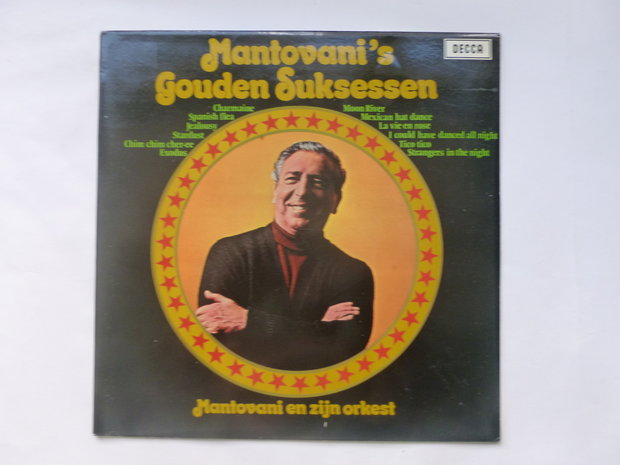 Mantovani's
DECCA
Gouden Suksessen
Charmaine
Spanish flea
Jealousy
Stardust
Chim chim cher-ee
Exodus
Moon River
Mexican hat dance
La vie en rose
I could have danced all night
Tico tico
Strangers in the night
Mantovani en zijn orkest